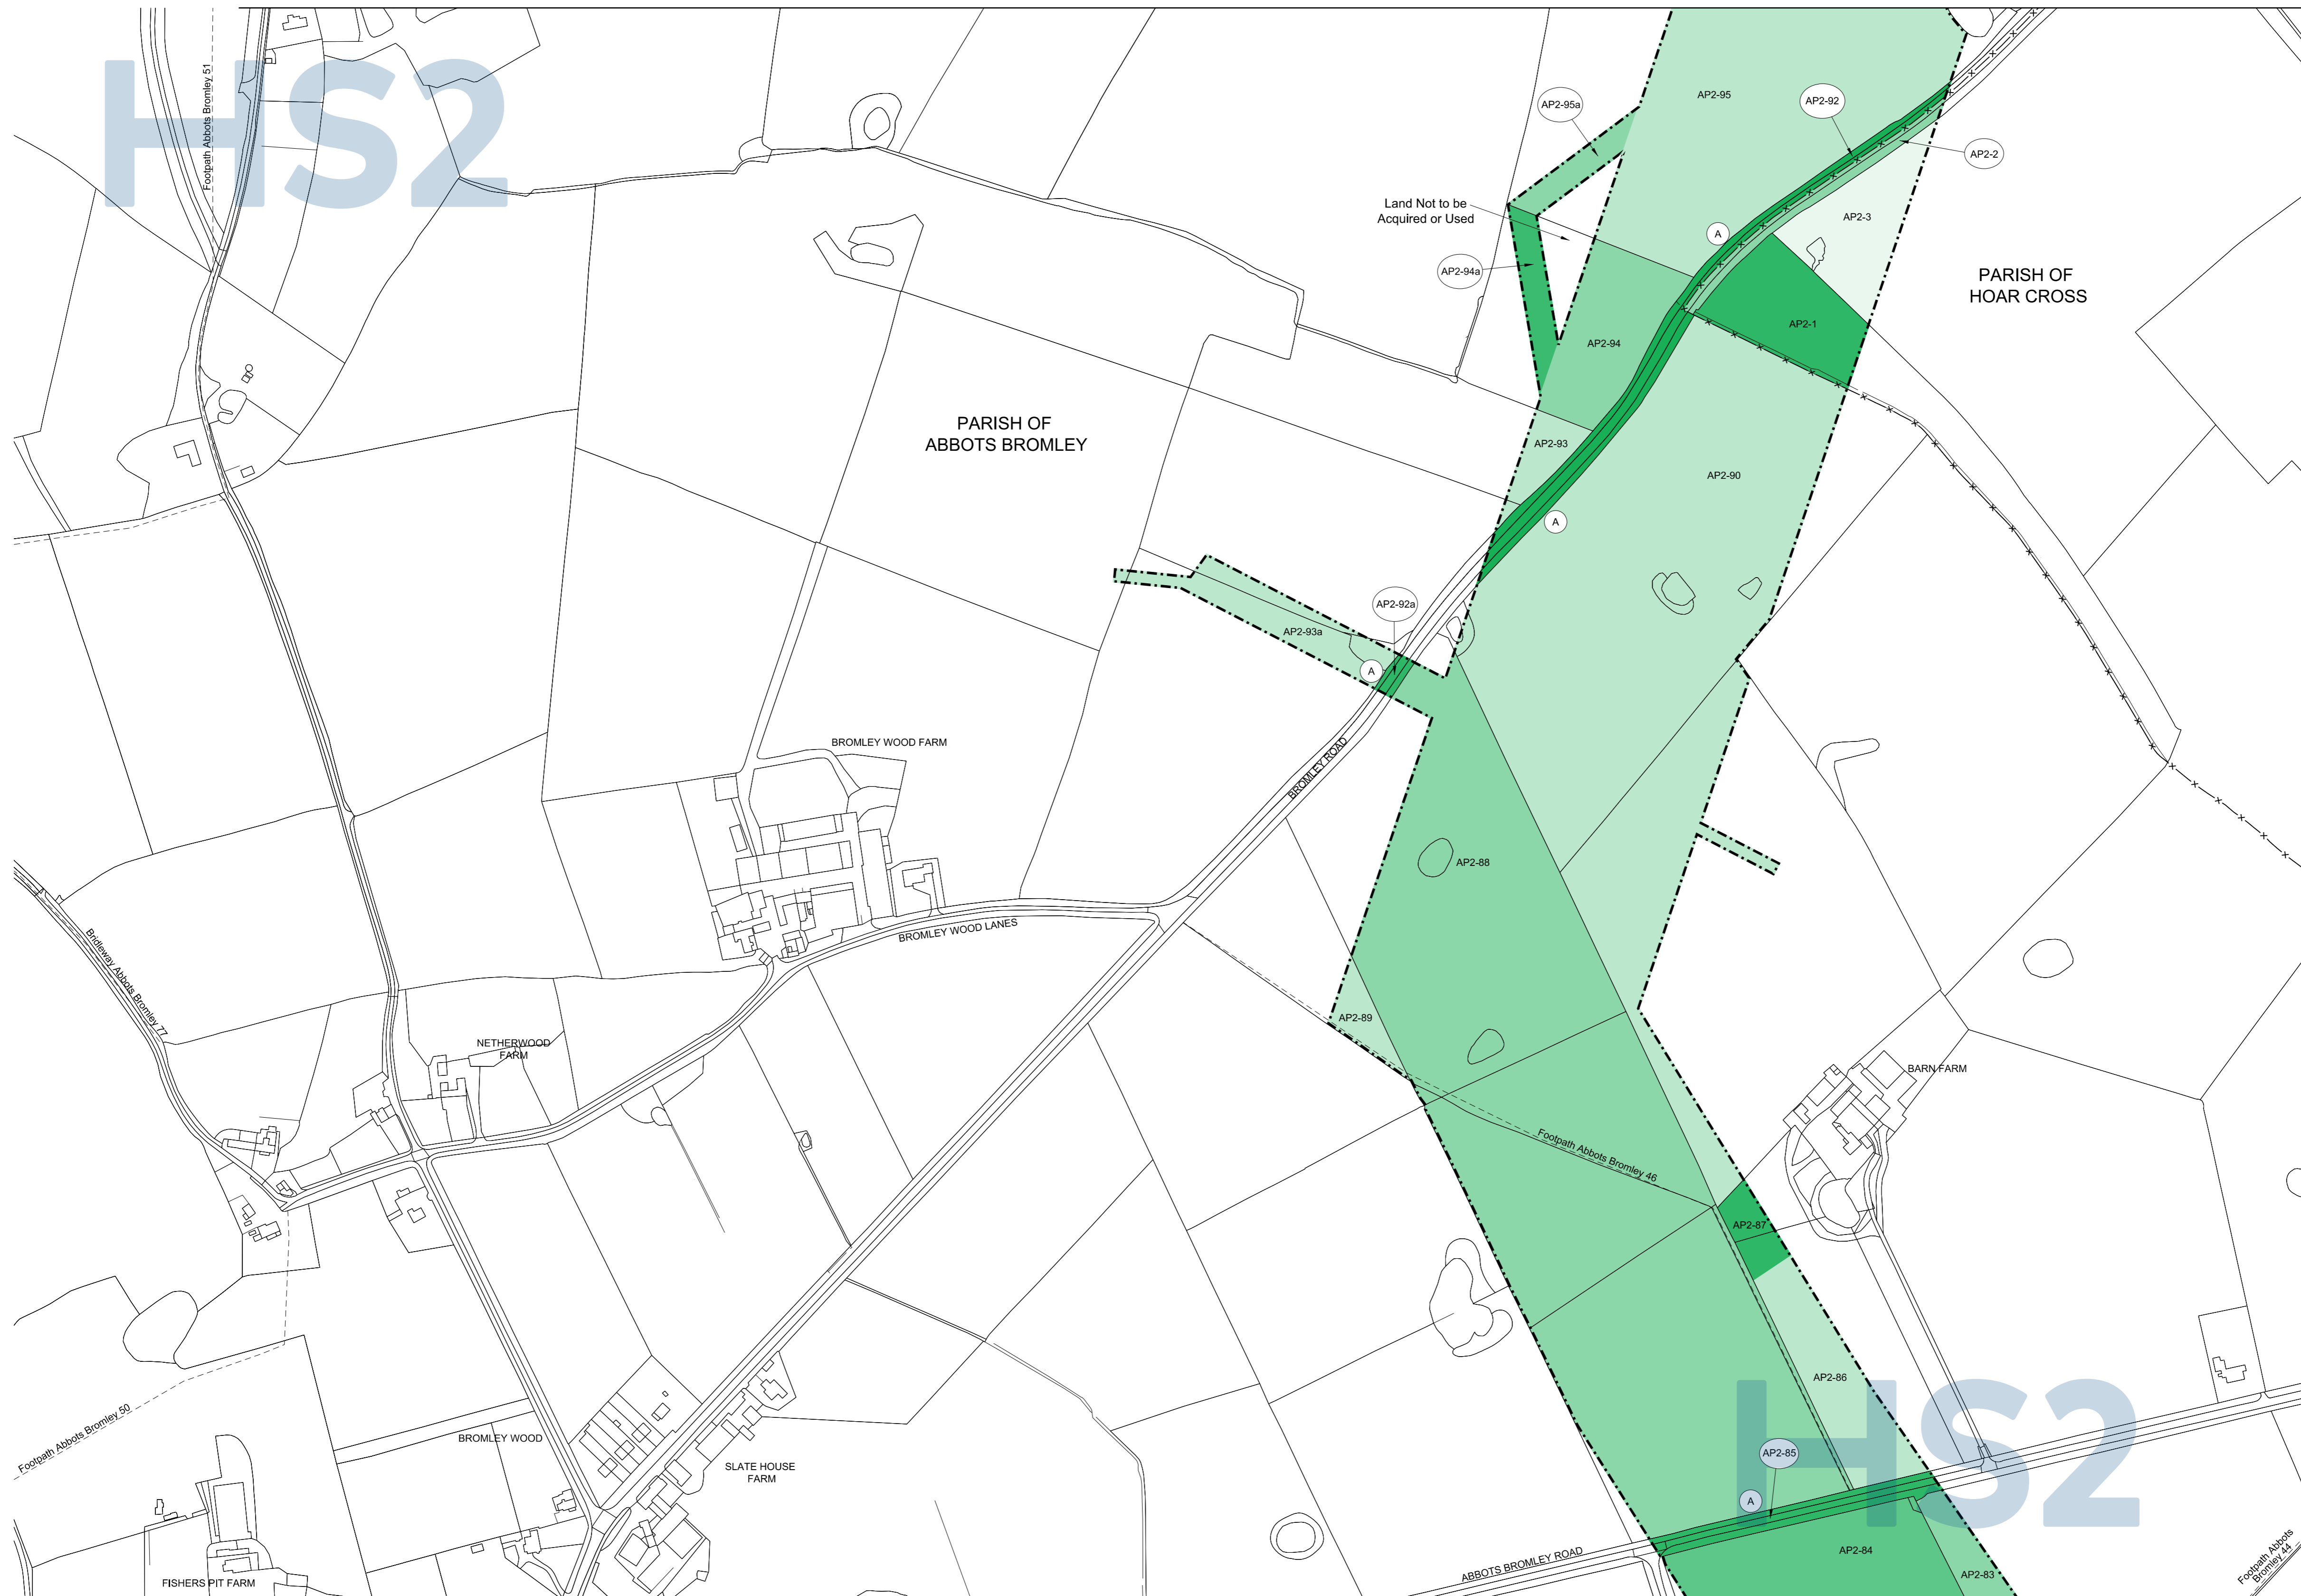 HS2
Footpath Abbots Bromley 51
AP2-95
AP2-95a
AP2-92
AP2-2
Land Not to be
Acquired or Used
AP2-3
A
AP2-94a
PARISH OF
HOAR CROSS
AP2-1
AP2-94
PARISH OF
ABBOTS BROMLEY
AP2-93
AP2-90
A
AP2-92a
AP2-93a
A
BROMLEY WOOD FARM
BROMLEY ROAD
AP2-88
BROMLEY WOOD LANES
Bridleway Abbots Bromley 77
AP2-89
NETHERWOOD
FARM
BARN FARM
Footpath Abbots Bromley 46
AP2-87
AP2-86
Footpath Abbots Bromley 50
BROMLEY WOOD
HS2
AP2-85
SLATE HOUSE
FARM
A
AP2-84
ABBOTS BROMLEY ROAD
AP2-83
FISHERS PIT FARM
Footpath Abbots
Bromley 44